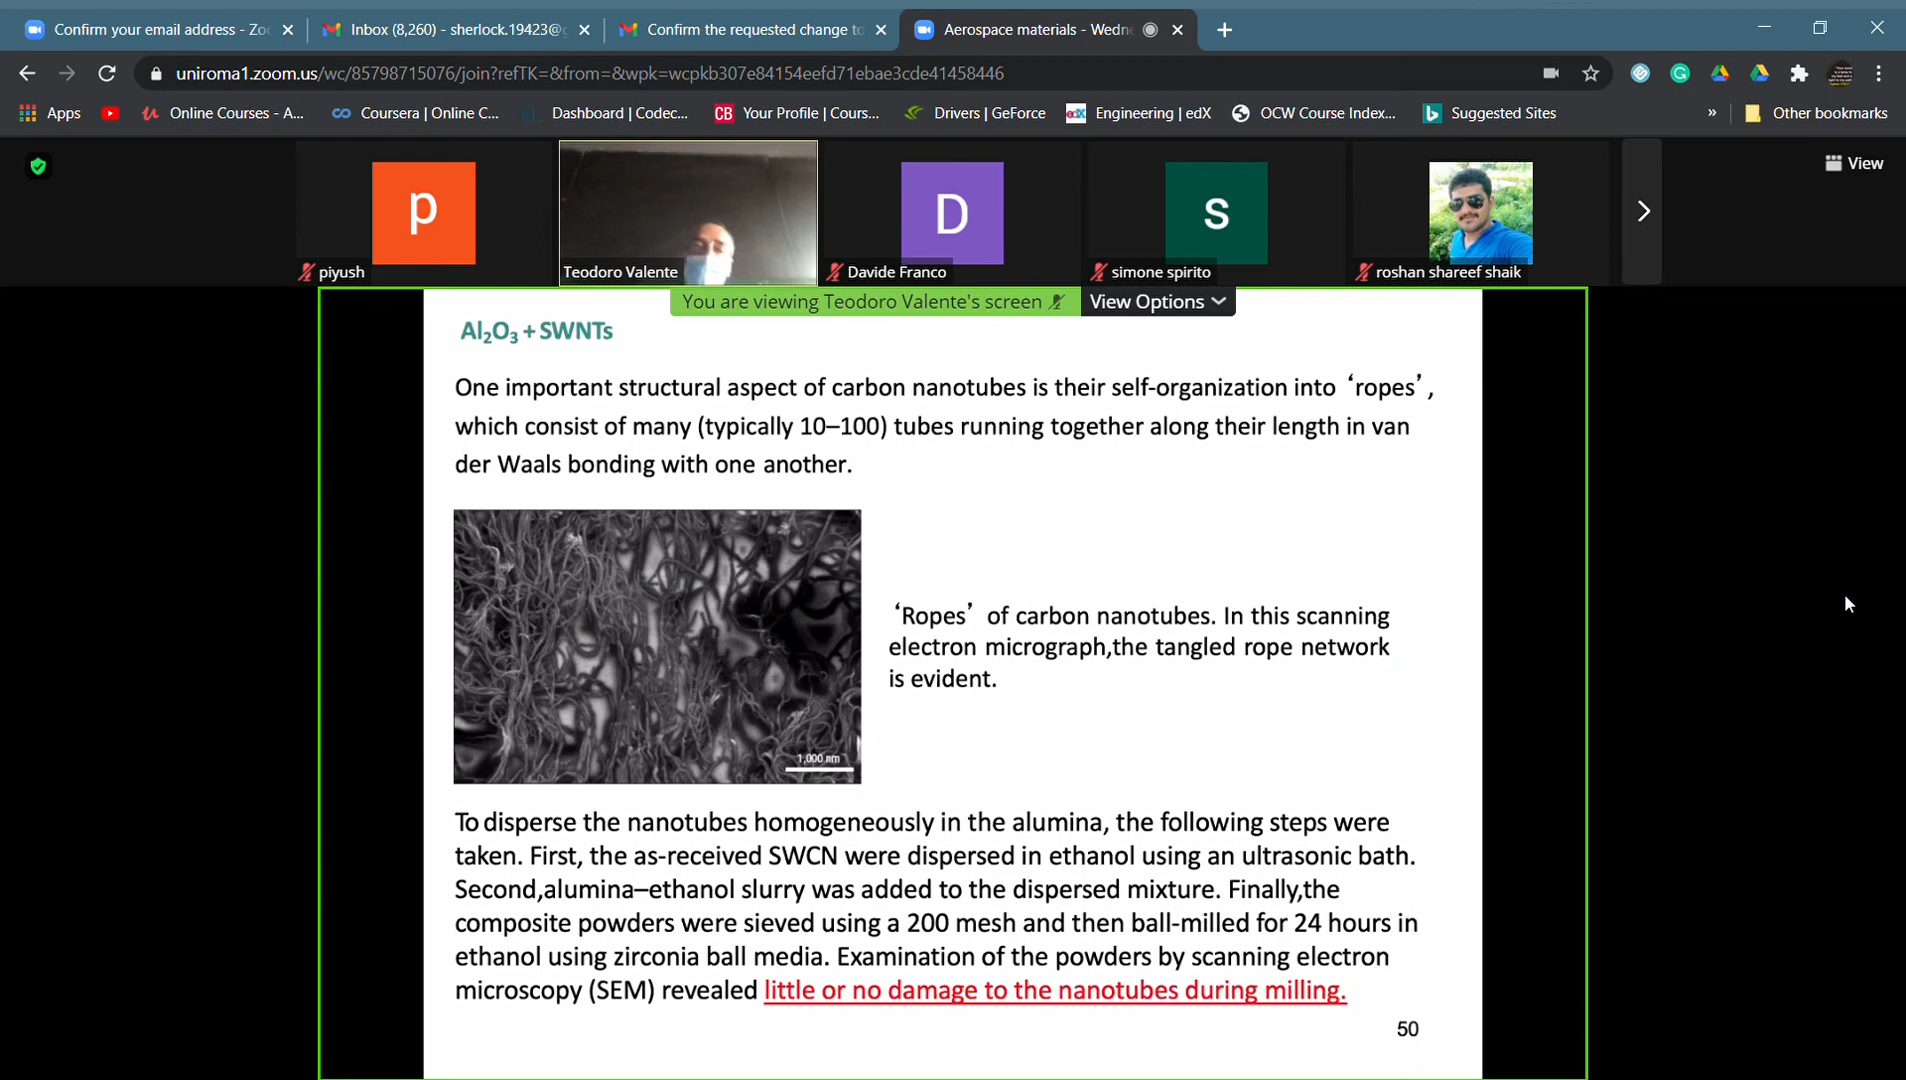 Confirm your email address - Zo
Inbox (8,260) - sherlock.19423@g
Confirm the requested change to
Aerospace materials - Wedne
uniroma1.zoom.us/wc/85798715076/join?refTK=&from=&wpk=wcpkb307e84154eefd71ebae3cde41458446
Apps
Online Courses - A...
Coursera | Online C...
Dashboard | Codec...
CB
Your Profile | Cours...
Drivers | GeForce
edX
Engineering | edX
OCW Course Index...
Suggested Sites
»
Other bookmarks
View
p
D
s
piyush
Teodoro Valente
Davide Franco
simone spirito
roshan shareef shaik
You are viewing Teodoro Valente's screen
View Options
Al₂O₃ + SWNTs
One important structural aspect of carbon nanotubes is their self-organization into ‘ropes’,
which consist of many (typically 10–100) tubes running together along their length in van
der Waals bonding with one another.
‘Ropes’ of carbon nanotubes. In this scanning
electron micrograph,the tangled rope network
is evident.
1,000 nm
To disperse the nanotubes homogeneously in the alumina, the following steps were
taken. First, the as-received SWCN were dispersed in ethanol using an ultrasonic bath.
Second,alumina–ethanol slurry was added to the dispersed mixture. Finally,the
composite powders were sieved using a 200 mesh and then ball-milled for 24 hours in
ethanol using zirconia ball media. Examination of the powders by scanning electron
microscopy (SEM) revealed little or no damage to the nanotubes during milling.
50